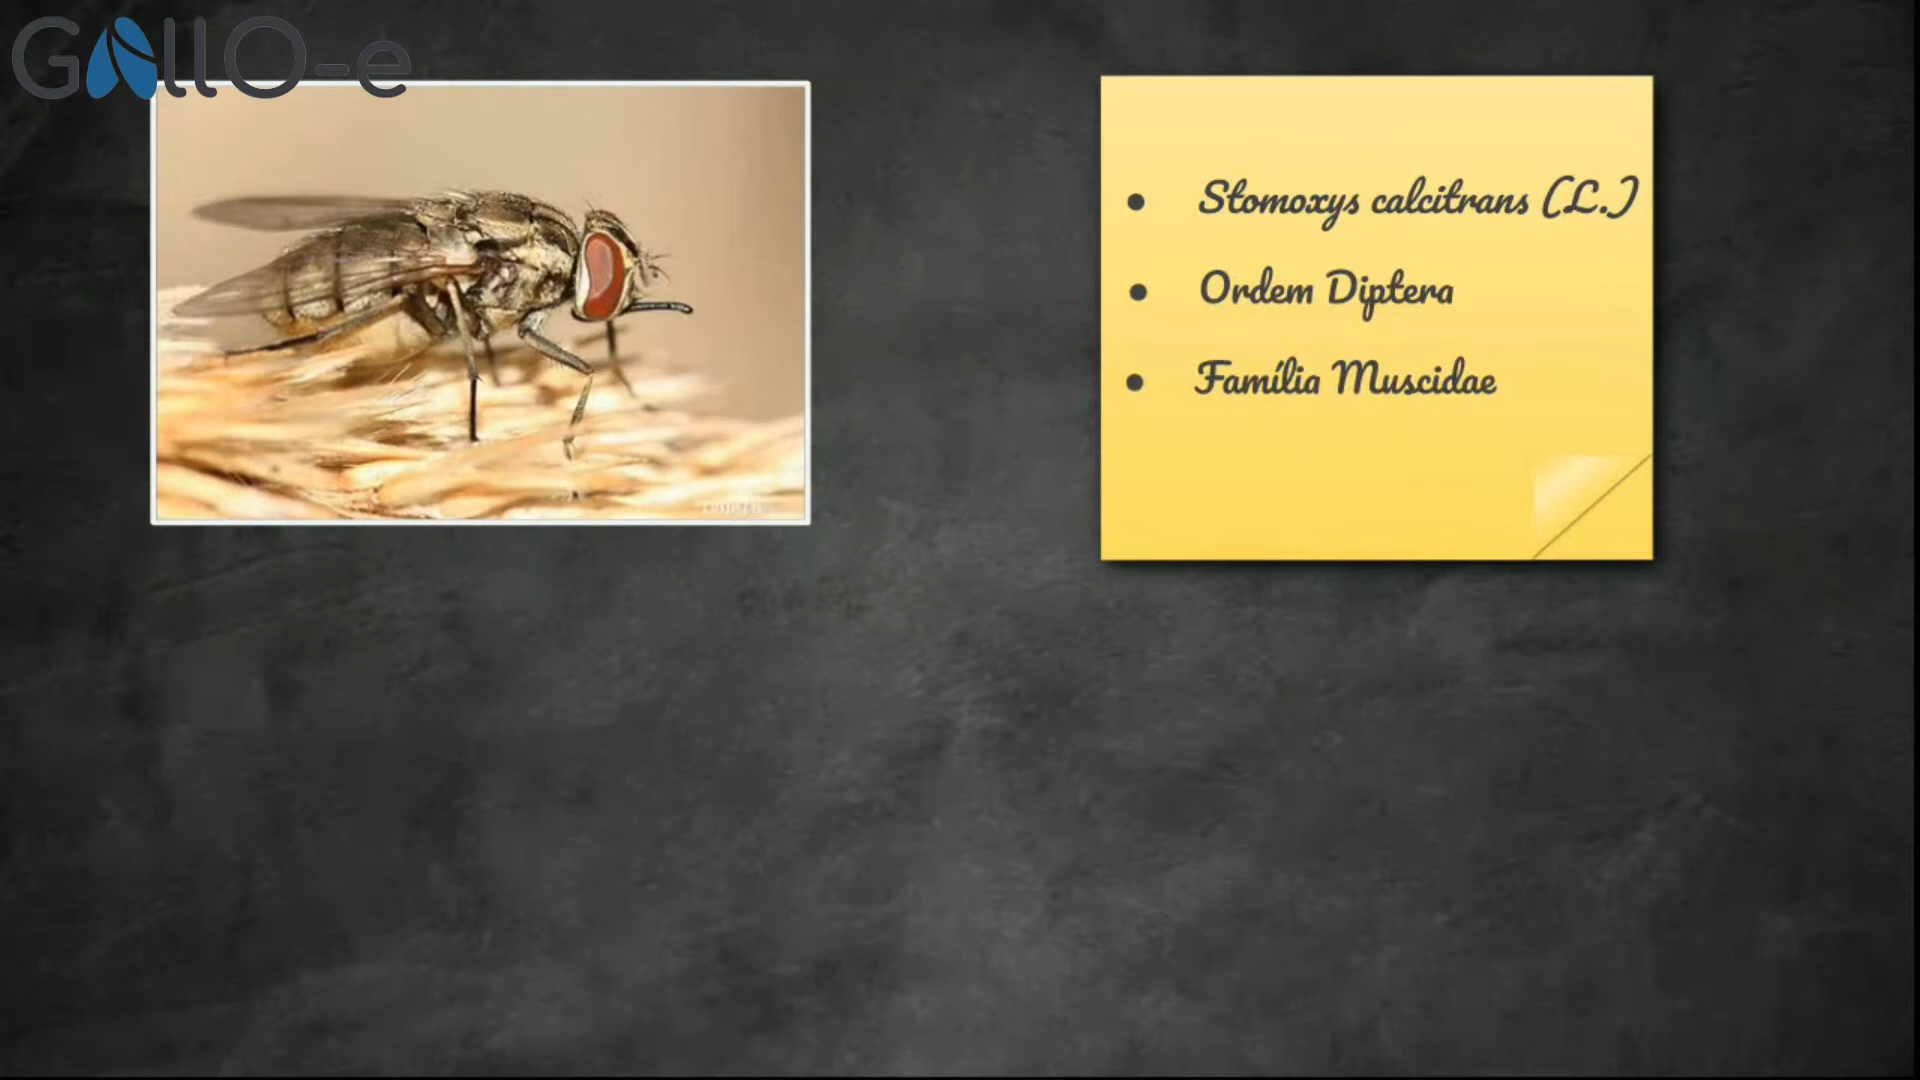 GallO-e
Stomoxys calcitrans (L.)
Ordem Diptera
Família Muscidae